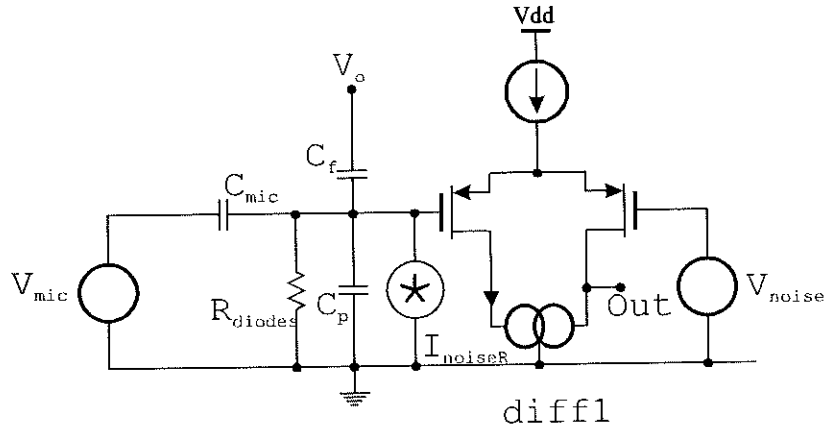 Vdd
Vo
Cf
Cmic
Vmic
Rdiodes
Cp
InoiseR
Out
Vnoise
diff1